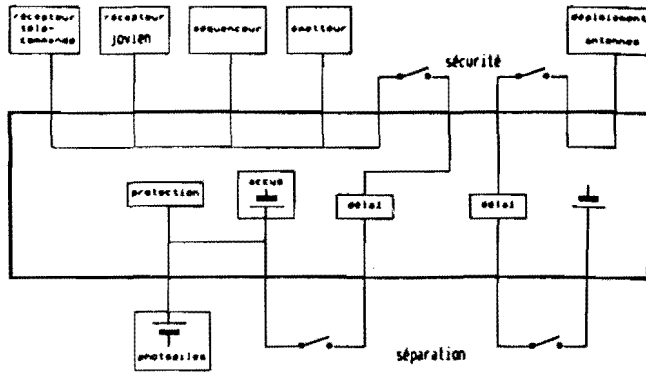 récepteur
télé-
commande
récepteur
jovien
séquenceur
émetteur
déploiement
antennes
sécurité
protection
accus
délai
délai
photopiles
séparation